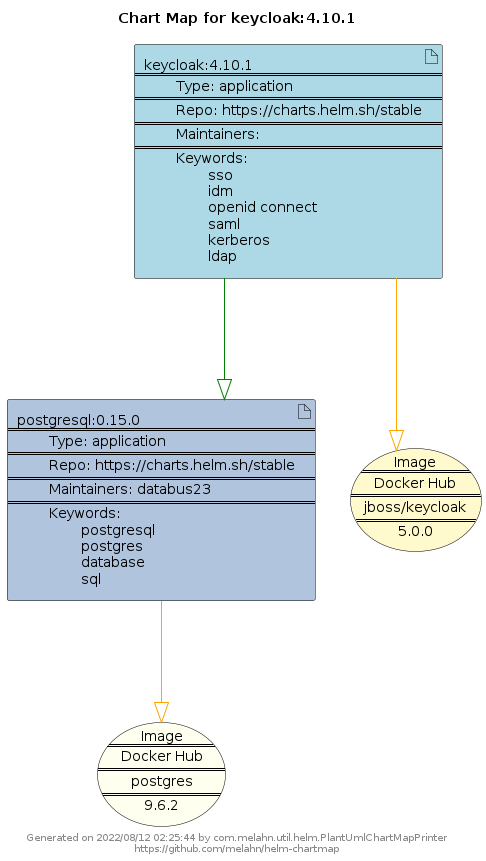 Chart Map for keycloak:4.10.1
keycloak:4.10.1
Type: application
Repo: https://charts.helm.sh/stable
Maintainers:
Keywords:
sso
idm
openid connect
saml
kerberos
ldap
postgresql:0.15.0
Type: application
Repo: https://charts.helm.sh/stable
Maintainers: databus23
Keywords:
postgresql
postgres
database
sql
Image
Docker Hub
jboss/keycloak
5.0.0
Image
Docker Hub
postgres
9.6.2
Generated on 2022/08/12 02:25:44 by com.melahn.util.helm.PlantUmlChartMapPrinter
https://github.com/melahn/helm-chartmap